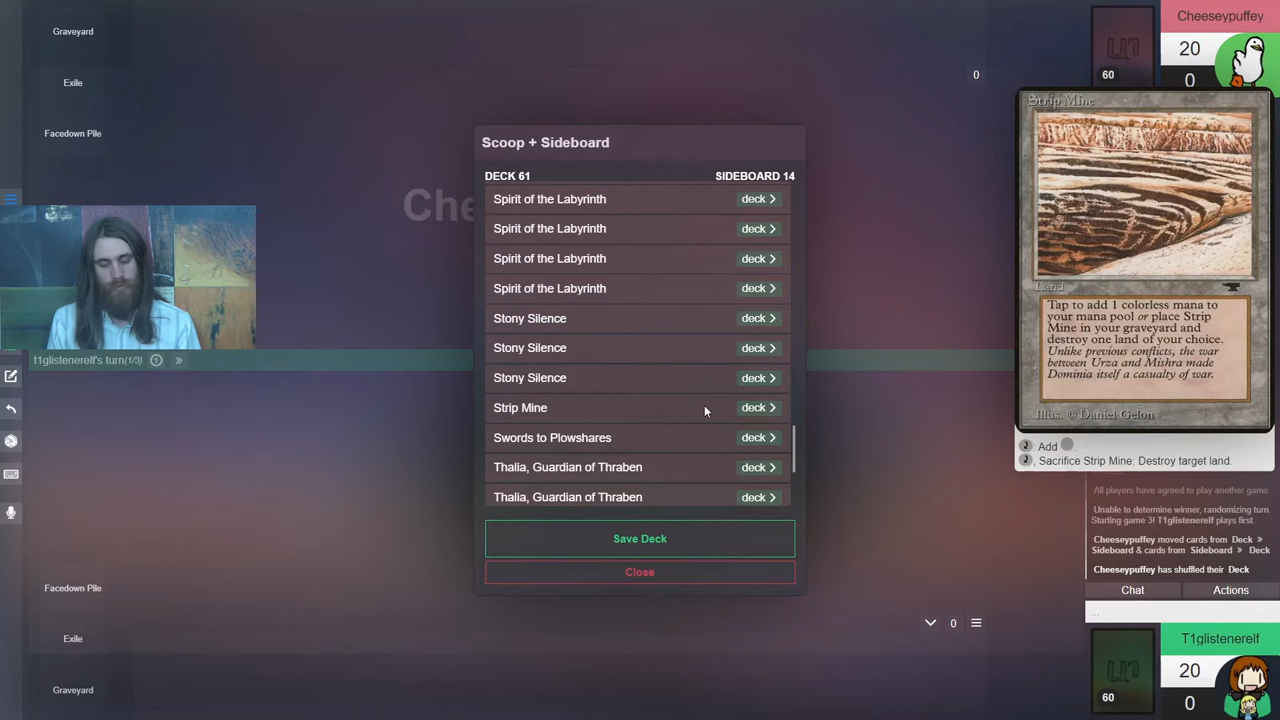 Graveyard
Exile
Facedown Pile
0
60
Cheeseypuffey
20
0
Scoop + Sideboard
DECK 61
SIDEBOARD 14
Spirit of the Labyrinth
deck
Spirit of the Labyrinth
deck
Spirit of the Labyrinth
deck
Spirit of the Labyrinth
deck
Stony Silence
deck
Stony Silence
deck
Stony Silence
deck
Strip Mine
deck
Swords to Plowshares
deck
Thalia, Guardian of Thraben
deck
Thalia, Guardian of Thraben
deck
Save Deck
Close
Che
t1glistenerelf's turn(1/3)
Strip Mine
Land
Tap to add 1 colorless mana to
your mana pool or place Strip
Mine in your graveyard and
destroy one land of your choice.
Unlike previous conflicts, the war
between Urza and Mishra made
Dominia itself a casualty of war.
Illus. © Daniel Gelon
: Add
, Sacrifice Strip Mine: Destroy target land.
All players have agreed to play another game.
Unable to determine winner, randomizing turn.
Starting game 3! T1glistenerelf plays first.
Cheeseypuffey moved cards from Deck »
Sideboard & cards from Sideboard » Deck
Cheeseypuffey has shuffled their Deck
Chat
Actions
...
Facedown Pile
Exile
Graveyard
0
60
T1glistenerelf
20
0